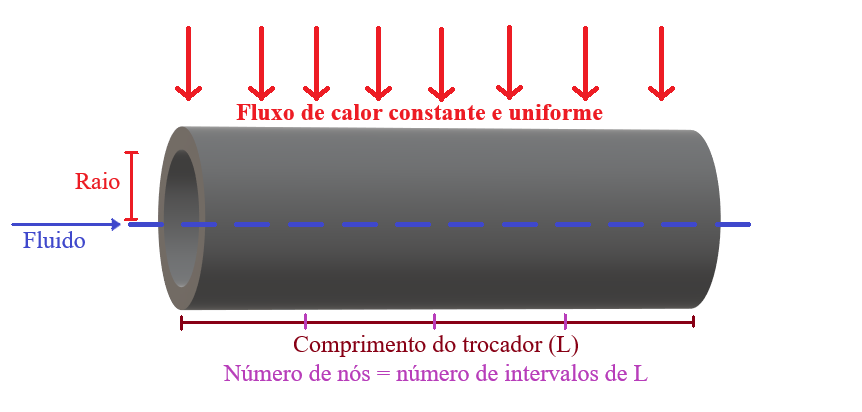 Fluxo de calor constante e uniforme
Raio
Fluido
Comprimento do trocador (L)
Número de nós = número de intervalos de L